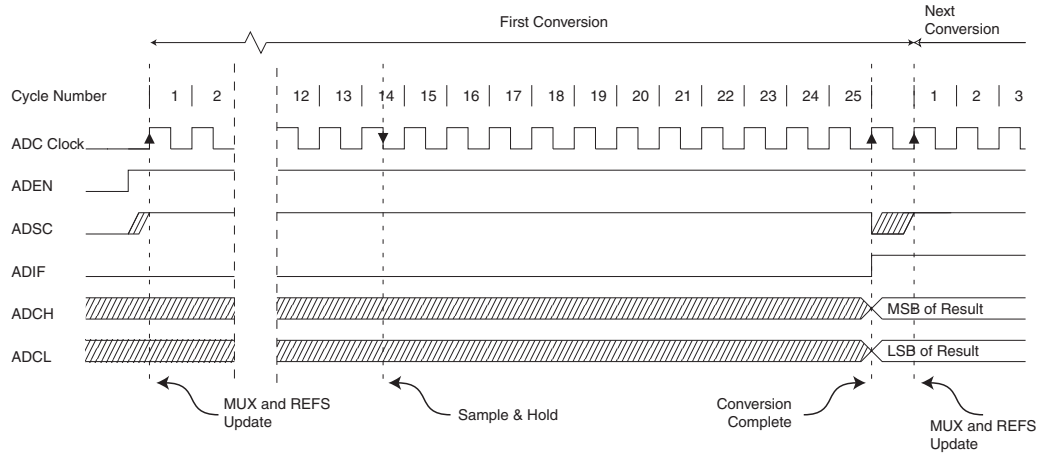 First Conversion
Next
Conversion
Cycle Number 1 2 12 13 14 15 16 17 18 19 20 21 22 23 24 25 1 2 3
ADC Clock
ADEN
ADSC
ADIF
ADCH MSB of Result
ADCL LSB of Result
MUX and REFS
Update
Sample & Hold
Conversion
Complete
MUX and REFS
Update